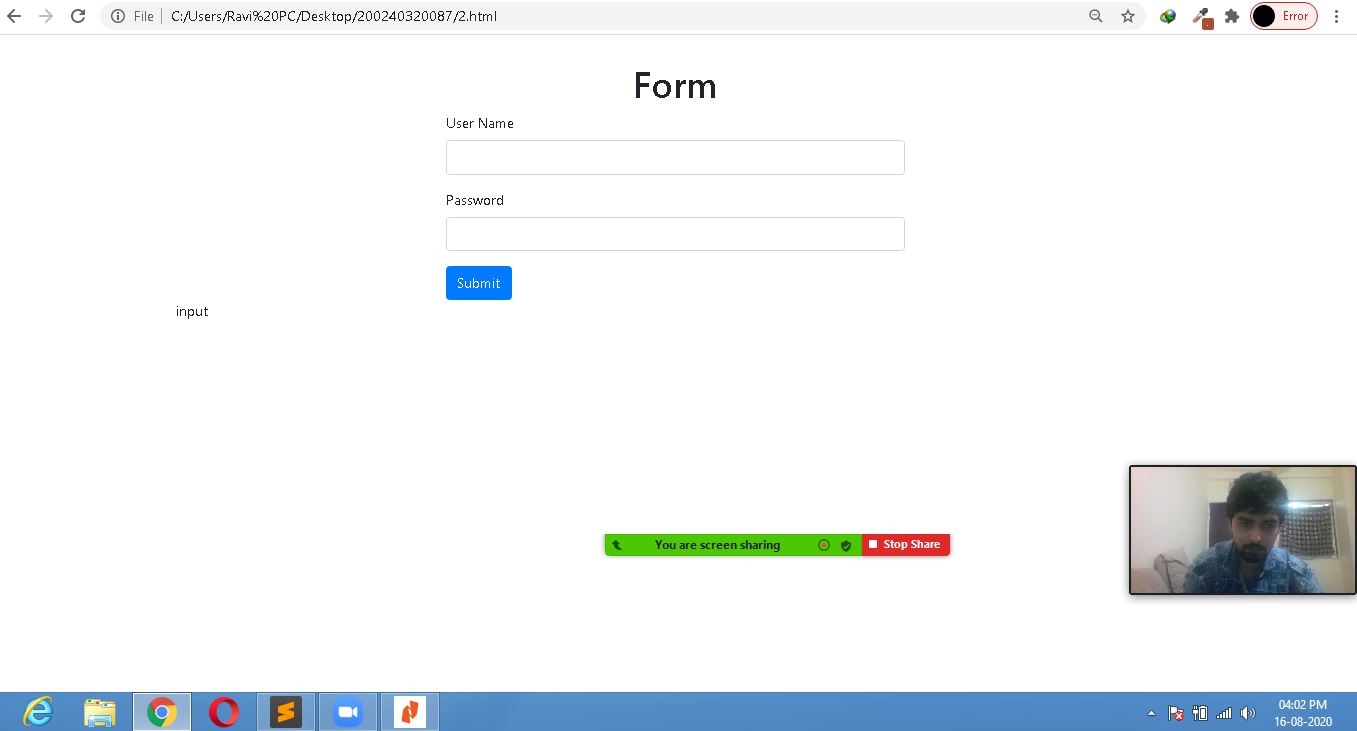 File C:/Users/Ravi%20PC/Desktop/200240320087/2.html Error
Form
User Name
Password
Submit
input
You are screen sharing Stop Share
04:02 PM
16-08-2020